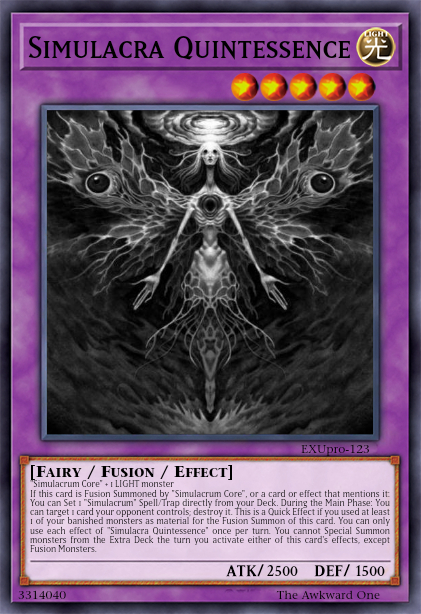 SIMULACRA QUINTESSENCE
LIGHT
光
EXUpro-123
[FAIRY / FUSION / EFFECT]
"Simulacrum Core" + 1 LIGHT monster
If this card is Fusion Summoned by "Simulacrum Core", or a card or effect that mentions it:
You can Set 1 "Simulacrum" Spell/Trap directly from your Deck. During the Main Phase: You
can target 1 card your opponent controls; destroy it. This is a Quick Effect if you used at least
1 of your banished monsters as material for the Fusion Summon of this card. You can only
use each effect of "Simulacra Quintessence" once per turn. You cannot Special Summon
monsters from the Extra Deck the turn you activate either of this card's effects, except
Fusion Monsters.
ATK/ 2500 DEF/ 1500
3314040 The Awkward One